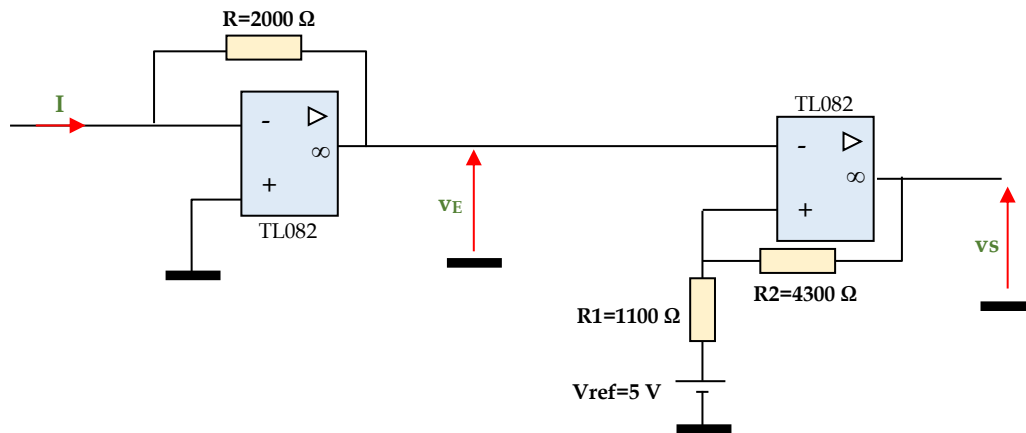 R=2000 Ω
I
-
▷
∞
+
TL082
vE
TL082
-
▷
∞
+
vs
R2=4300 Ω
R1=1100 Ω
Vref=5 V